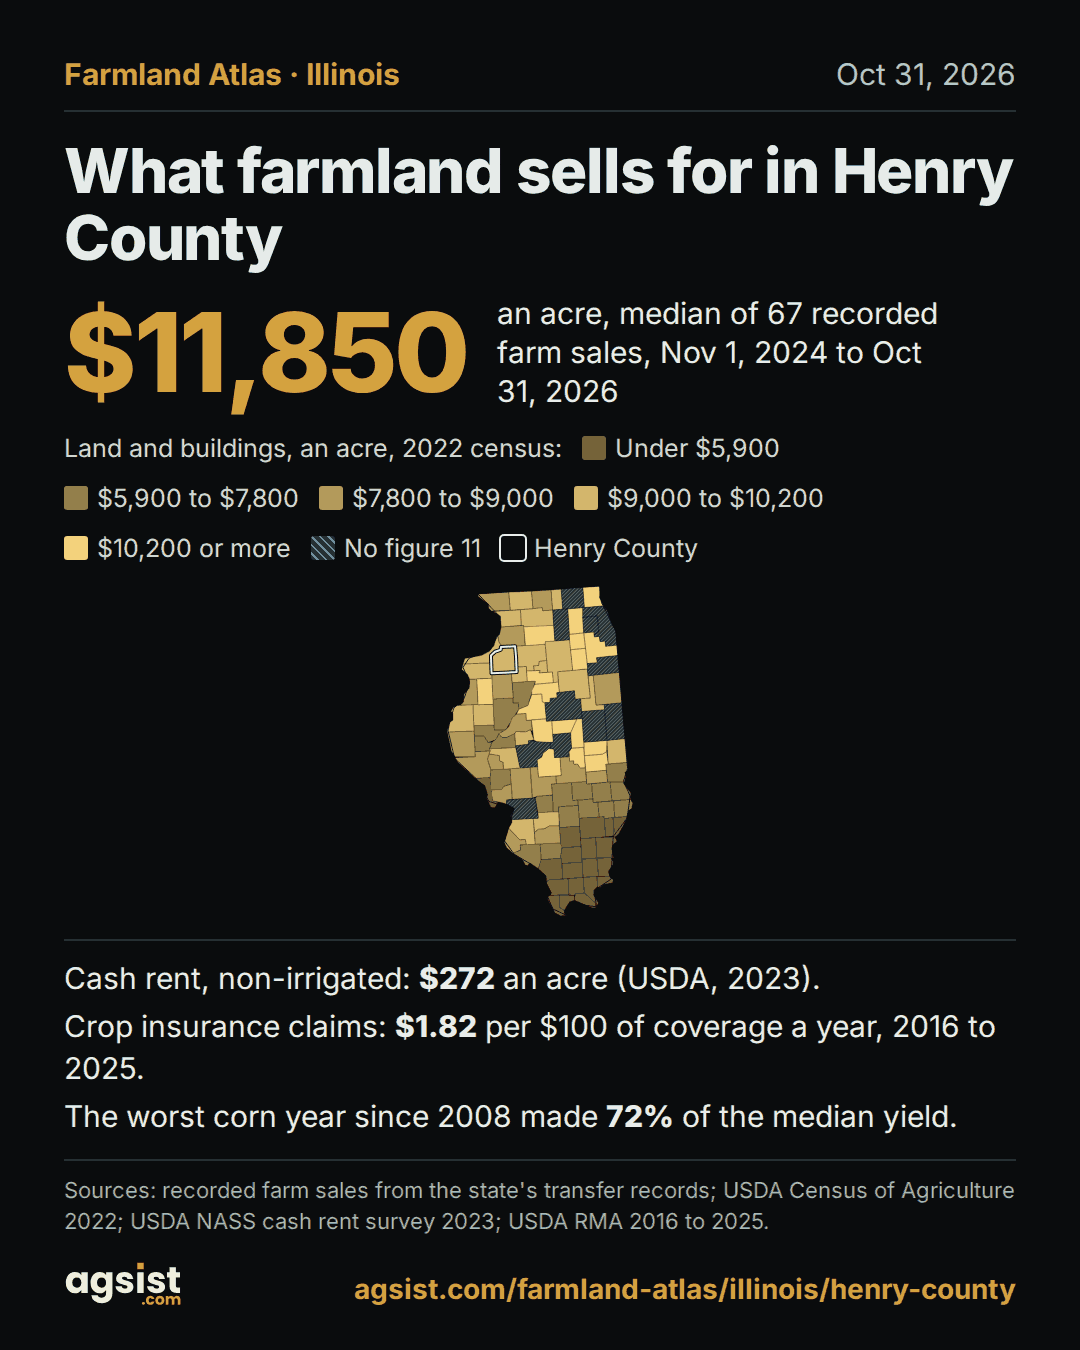 Farmland Atlas · Illinois
Oct 31, 2026
What farmland sells for in Henry
County
$11,850
an acre, median of 67 recorded
farm sales, Nov 1, 2024 to Oct
31, 2026
Land and buildings, an acre, 2022 census: Under $5,900
$5,900 to $7,800 $7,800 to $9,000 $9,000 to $10,200
$10,200 or more No figure 11 Henry County
Cash rent, non-irrigated: $272 an acre (USDA, 2023).
Crop insurance claims: $1.82 per $100 of coverage a year, 2016 to
2025.
The worst corn year since 2008 made 72% of the median yield.
Sources: recorded farm sales from the state's transfer records; USDA Census of Agriculture
2022; USDA NASS cash rent survey 2023; USDA RMA 2016 to 2025.
agsist
.com
agsist.com/farmland-atlas/illinois/henry-county